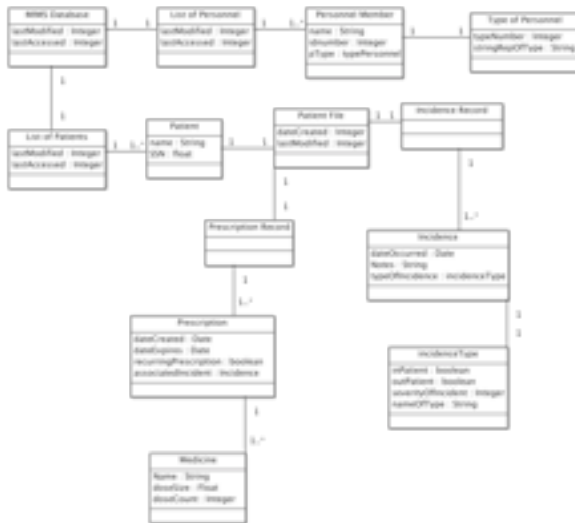 MMS Database
lastModified : Integer
lastAccessed : Integer
1
1
List of Personnel
lastModified : Integer
lastAccessed : Integer
1
1..*
Personnel Member
name : String
idnumber : Integer
pType : typePersonnel
1
1
Type of Personnel
typeNumber : Integer
stringRepOfType : String
1
1
List of Patients
lastModified : Integer
lastAccessed : Integer
1
1..*
Patient
name : String
SSN : float
1
1
Patient File
dateCreated : Integer
lastModified : Integer
1
1
Incidence Record
1
1
Prescription Record
1
1..*
Incidence
dateOccurred : Date
Notes : String
typeOfIncidence : incidenceType
1
1..*
Prescription
dateCreated : Date
dateExpires : Date
recurringPrescription : boolean
associatedIncident : Incidence
1
1
IncidenceType
inPatient : boolean
outPatient : boolean
severityOfIncident : Integer
nameOfType : String
1
1..*
Medicine
Name : String
doseSize : Float
doseCount : Integer